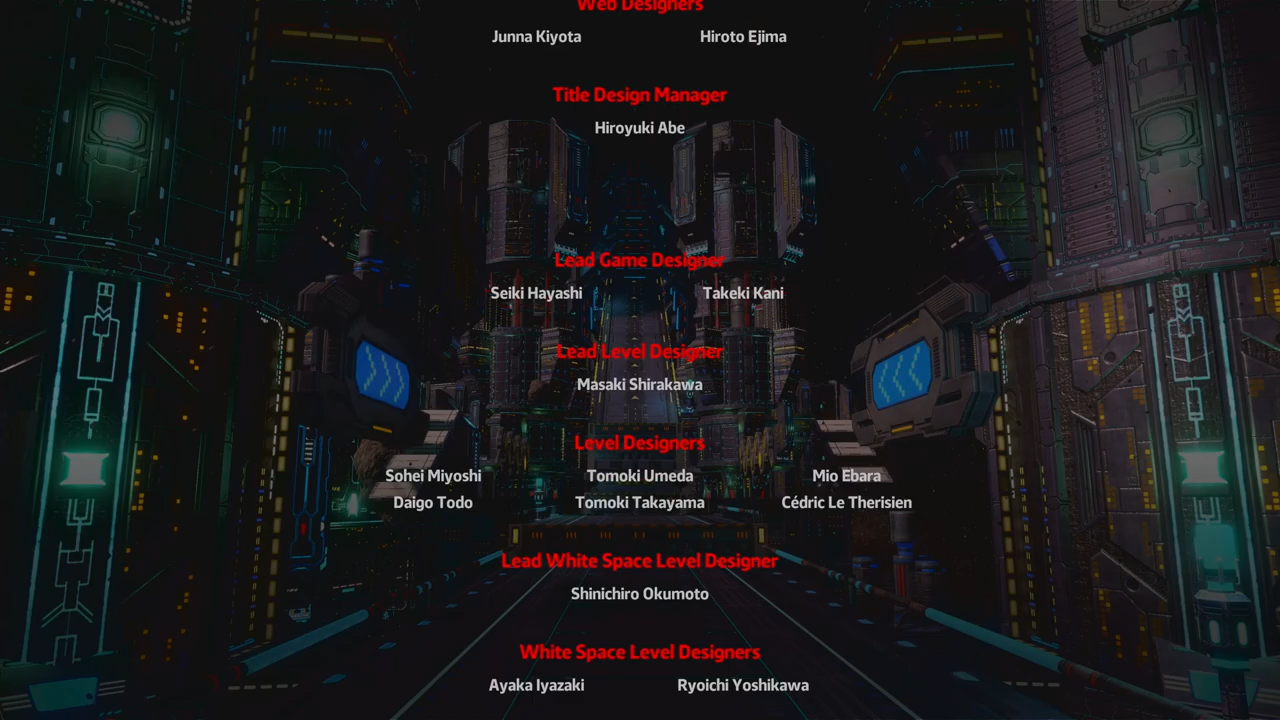 Web Designers
Junna Kiyota Hiroto Ejima
Title Design Manager
Hiroyuki Abe
Lead Game Designer
Seiki Hayashi Takeki Kani
Lead Level Designer
Masaki Shirakawa
Level Designers
Sohei Miyoshi Tomoki Umeda Mio Ebara
Daigo Todo Tomoki Takayama Cédric Le Therisien
Lead White Space Level Designer
Shinichiro Okumoto
White Space Level Designers
Ayaka Iyazaki Ryoichi Yoshikawa